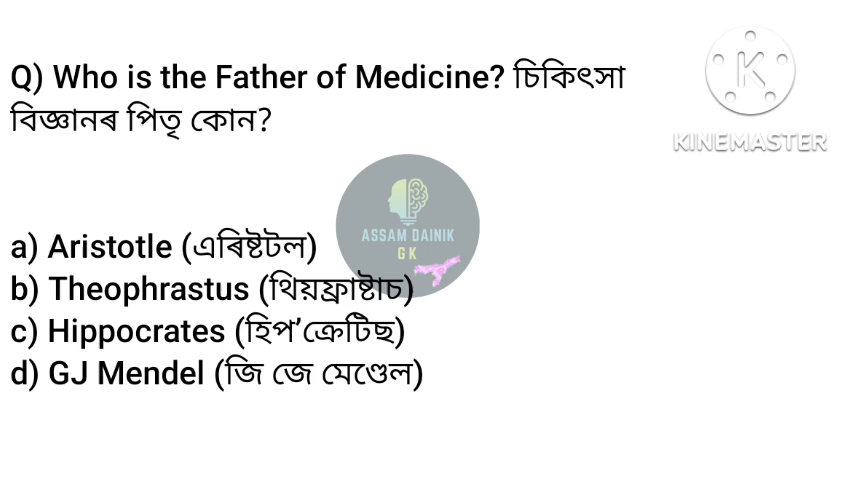 Q) Who is the Father of Medicine? চিকিৎসা
বিজ্ঞানৰ পিতৃ কোন?
KINEMASTER
ASSAM DAINIK
GK
a) Aristotle (এৰিষ্টটল)
b) Theophrastus (থিয়ফ্ৰাষ্টাচ)
c) Hippocrates (হিপ’ক্ৰেটিছ)
d) GJ Mendel (জি জে মেণ্ডেল)